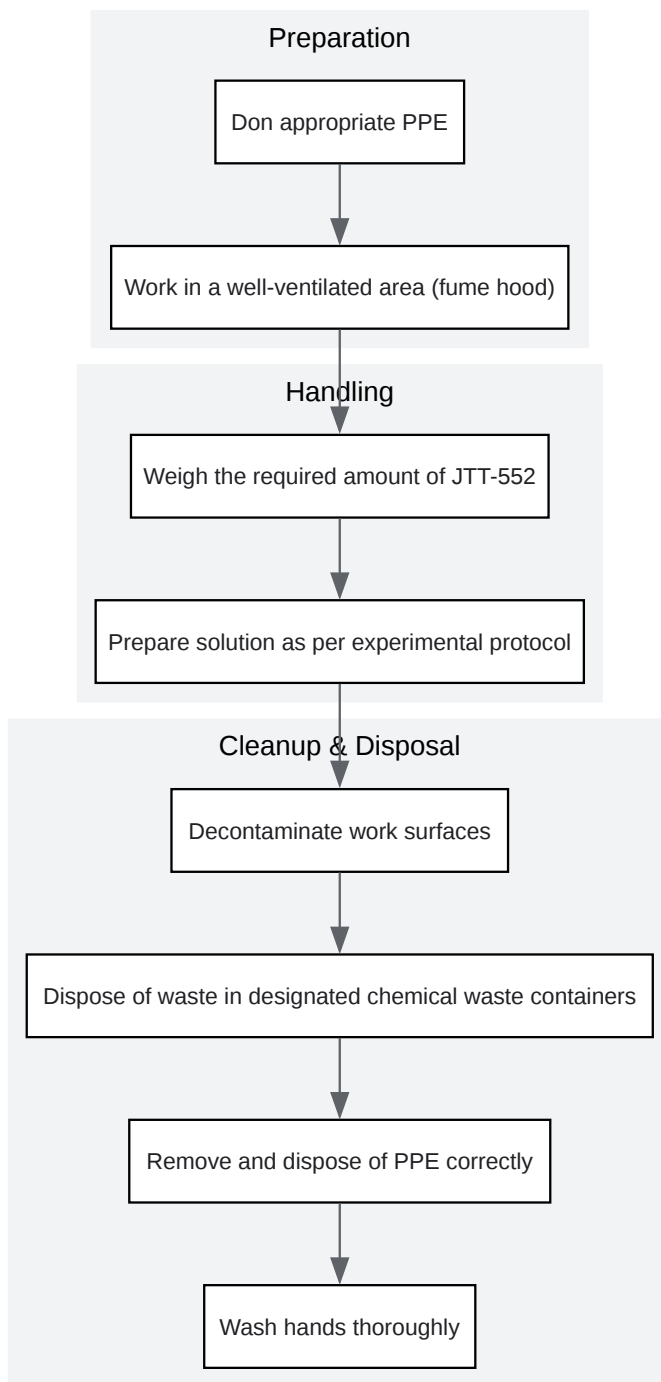 Preparation
Don appropriate PPE
Work in a well-ventilated area (fume hood)
Handling
Weigh the required amount of JTT-552
Prepare solution as per experimental protocol
Cleanup & Disposal
Decontaminate work surfaces
Dispose of waste in designated chemical waste containers
Remove and dispose of PPE correctly
Wash hands thoroughly